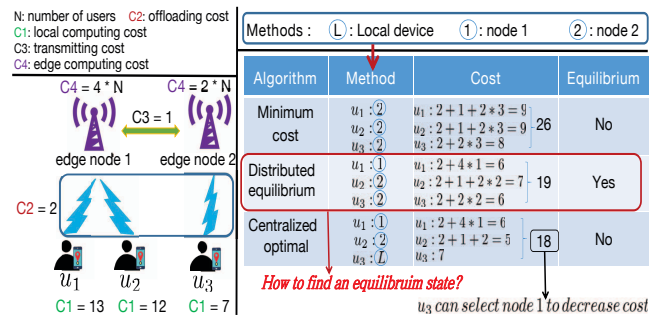 N: number of users C2: offloading cost
C1: local computing cost
C3: transmitting cost
C4: edge computing cost
C4= 4 * N
C4= 2 * N
C3 = 1
edge node 1
edge node 2
C2 = 2
u1
u2
u3
C1 = 13
C1 = 12
C1 = 7
Methods : L : Local device 1 : node 1 2 : node 2
Algorithm Method Cost Equilibrium
Minimum cost
u1 : 2
u2 : 2
u3 : 2
u1 : 2 + 1 + 2 * 3 = 9
u2 : 2 + 1 + 2 * 3 = 9
u3 : 2 + 2 * 3 = 8
26
No
Distributed equilibrium
u1 : 1
u2 : 2
u3 : 2
u1 : 2 + 4 * 1 = 6
u2 : 2 + 1 + 2 * 2 = 7
u3 : 2 + 2 * 2 = 6
19
Yes
Centralized optimal
u1 : 1
u2 : 2
u3 : L
u1 : 2 + 4 * 1 = 6
u2 : 2 + 1 + 2 = 5
u3 : 7
18
No
How to find an equilibruim state?
u3 can select node 1 to decrease cost